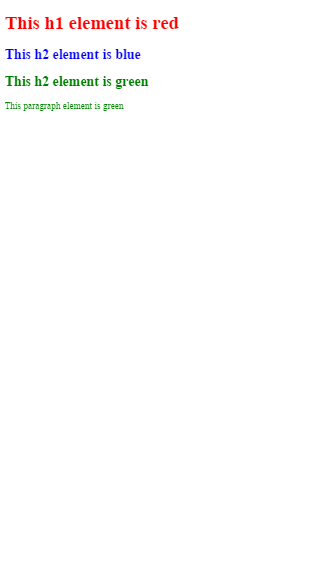 This h1 element is red
This h2 element is blue
This h2 element is green
This paragraph element is green